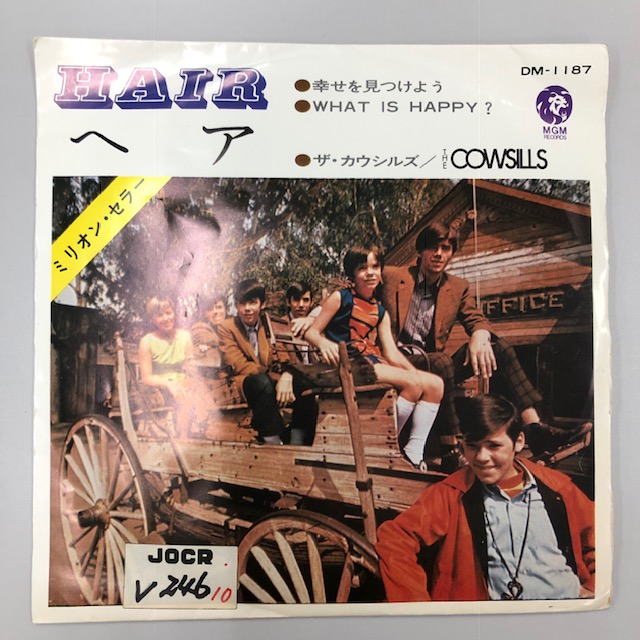 HAIR
ヘア
●幸せを見つけよう
●WHAT IS HAPPY?
●ザ・カウシルズ/THE COWSILLS
DM-1187
MGM
RECORDS
ミリオン・セラー
OFFICE
JOCR
V246
10